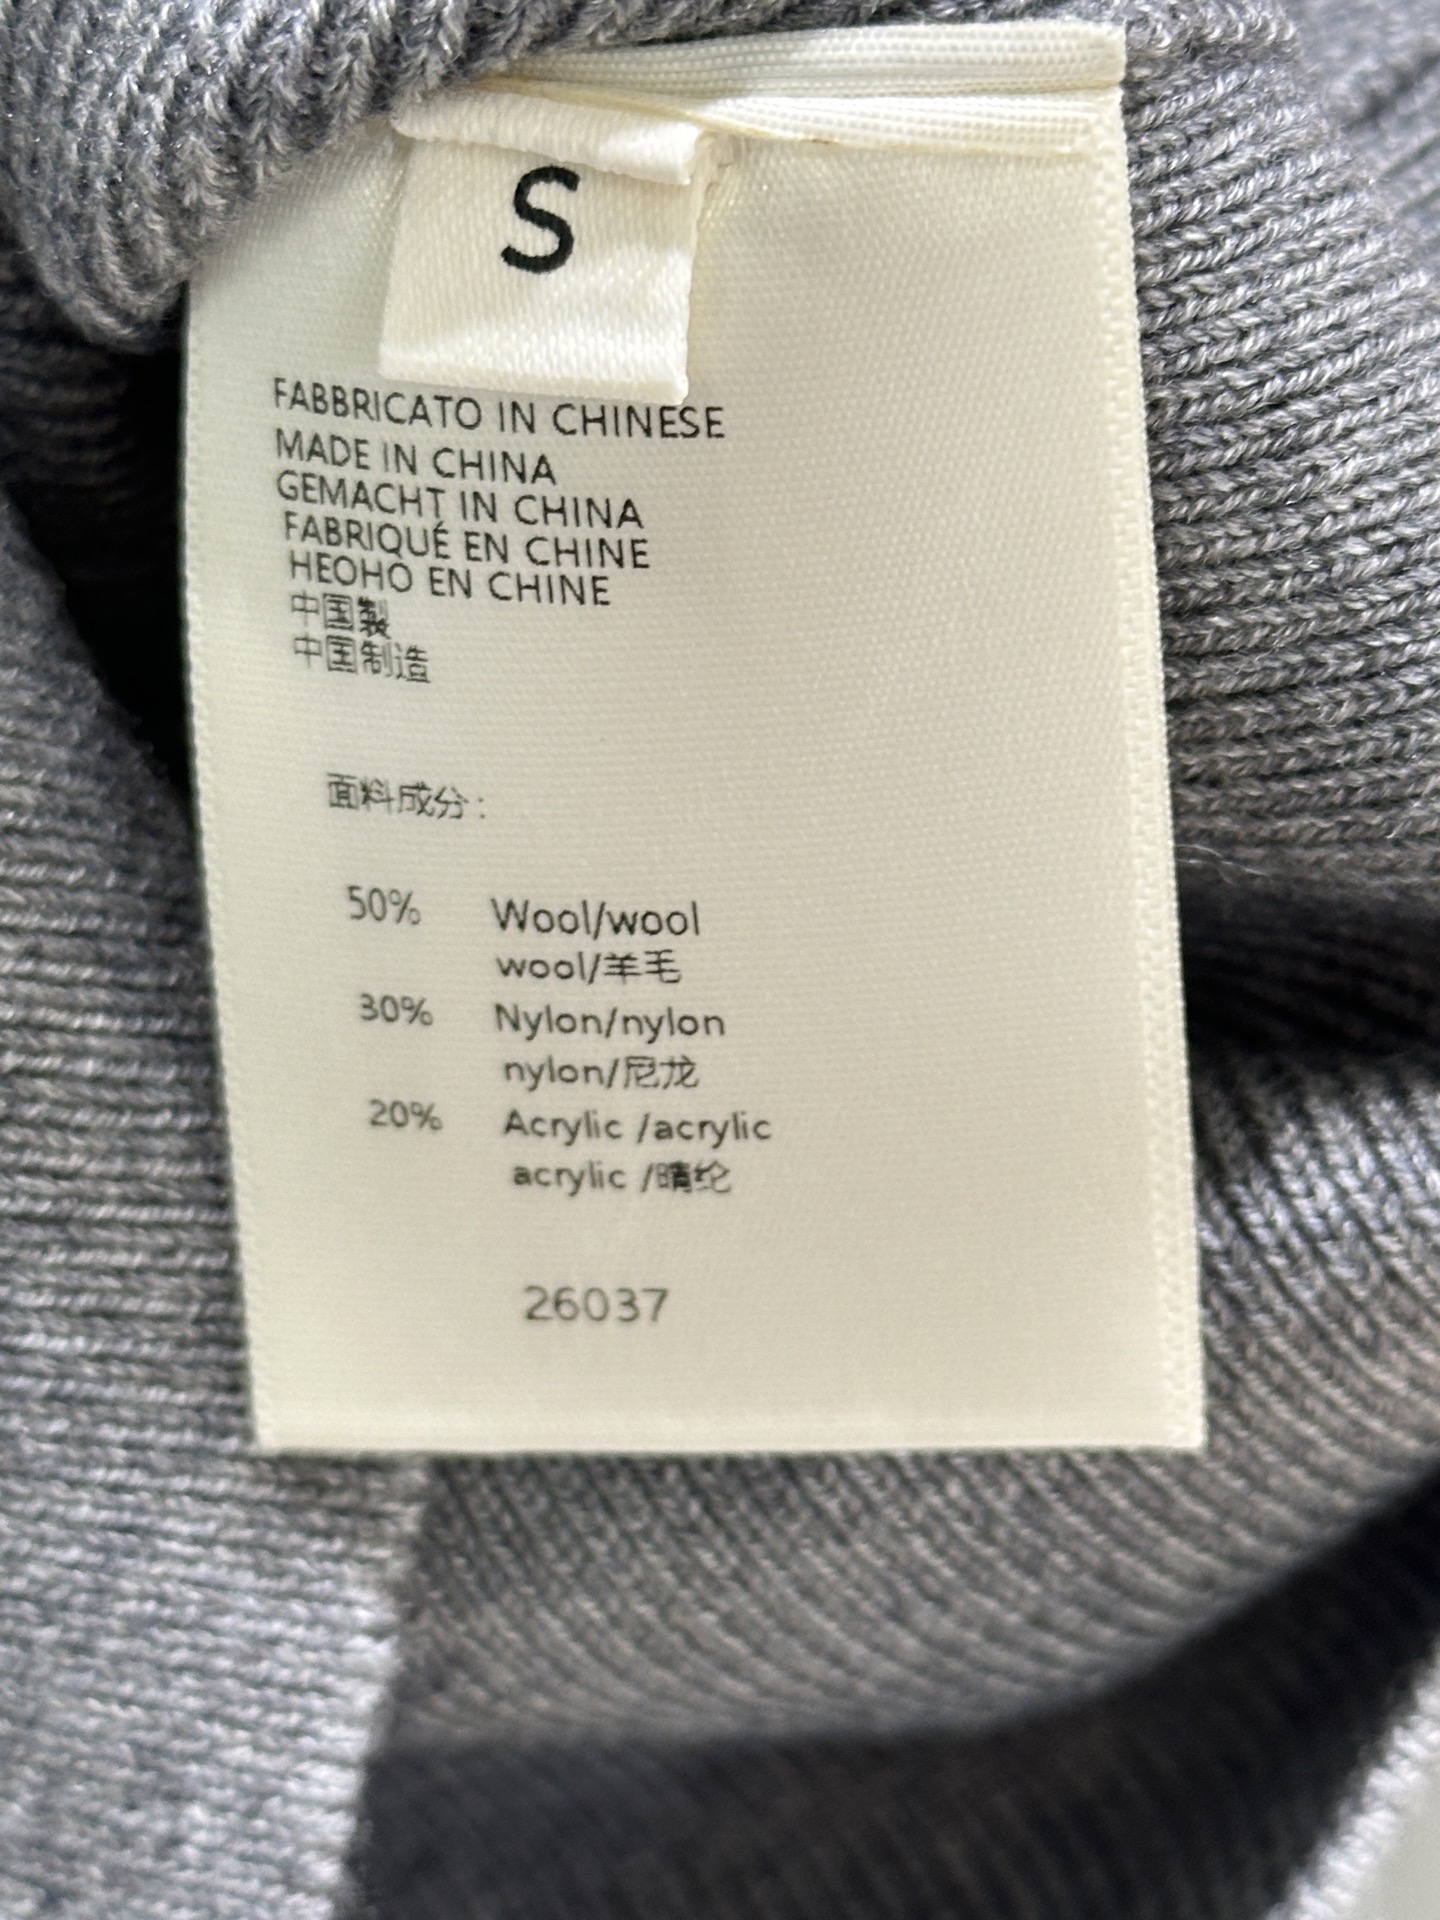 S
FABBRICATO IN CHINESE
MADE IN CHINA
GEMACHT IN CHINA
FABRIQUÉ EN CHINE
HEOHO EN CHINE
中国製
中国制造
面料成分：
50% Wool/wool
wool/羊毛
30% Nylon/nylon
nylon/尼龙
20% Acrylic /acrylic
acrylic /晴纶
26037